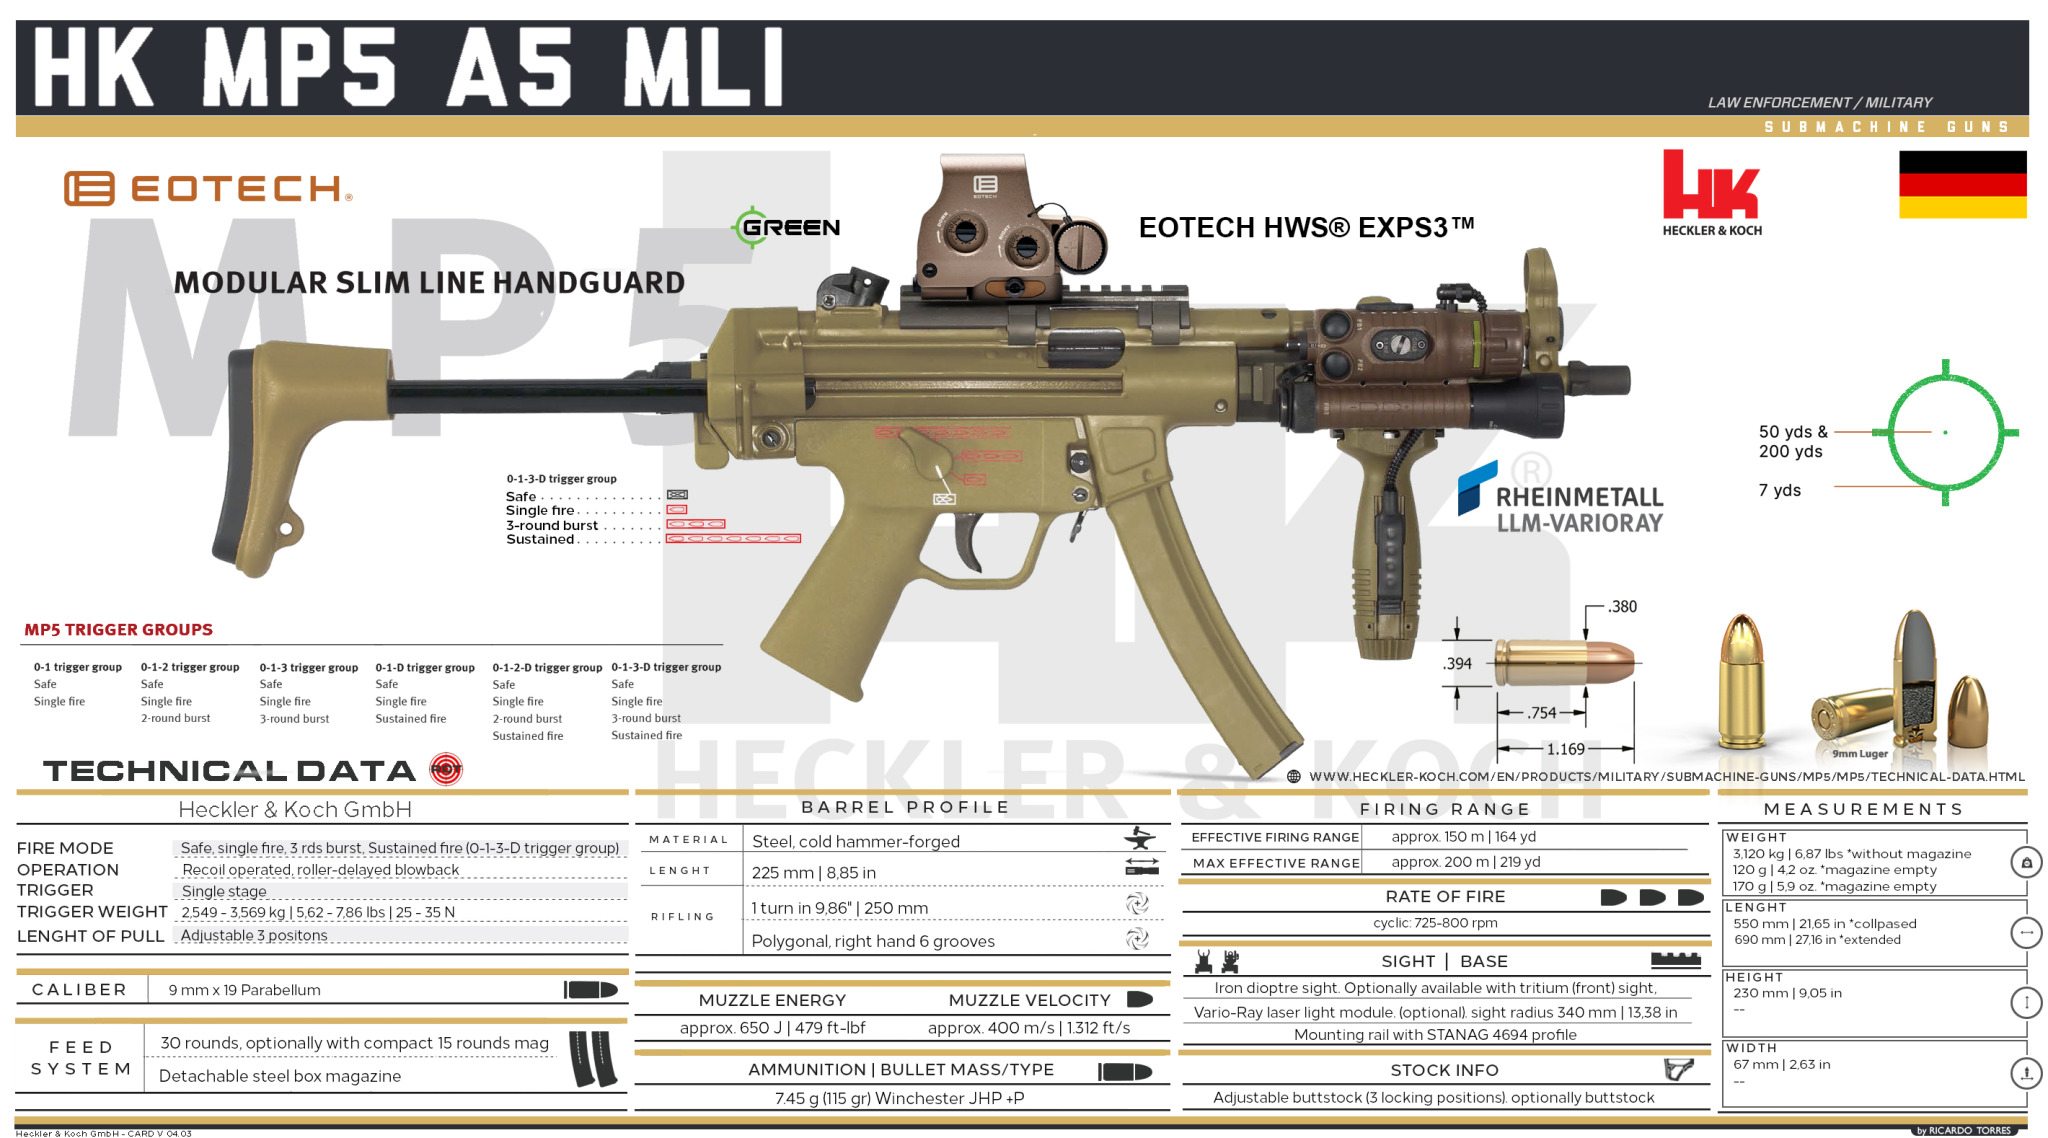 HK MP5 A5 MLI
LAW ENFORCEMENT / MILITARY
SUBMACHINE GUNS
EOTECH®
GREEN
EOTECH
EOTECH HWS® EXPS3™
HK
HECKLER & KOCH
MP5
MODULAR SLIM LINE HANDGUARD
50 yds &
200 yds
7 yds
0-1-3-D trigger group
Safe . . . . . . . . . . . . . .
Single fire . . . . . . . . . .
3-round burst . . . . . . .
Sustained . . . . . . . . . .
RHEINMETALL
LLM-VARIORAY
®
HK
HECKLER & KOCH
MP5 TRIGGER GROUPS
0-1 trigger group
Safe
Single fire
0-1-2 trigger group
Safe
Single fire
2-round burst
0-1-3 trigger group
Safe
Single fire
3-round burst
0-1-D trigger group
Safe
Single fire
Sustained fire
0-1-2-D trigger group
Safe
Single fire
2-round burst
Sustained fire
0-1-3-D trigger group
Safe
Single fire
3-round burst
Sustained fire
.380
.394
.754
1.169
9mm Luger
TECHNICAL DATA
WWW.HECKLER-KOCH.COM/EN/PRODUCTS/MILITARY/SUBMACHINE-GUNS/MP5/MP5/TECHNICAL-DATA.HTML
Heckler & Koch GmbH
FIRE MODE Safe, single fire, 3 rds burst, Sustained fire (0-1-3-D trigger group)
OPERATION Recoil operated, roller-delayed blowback
TRIGGER Single stage
TRIGGER WEIGHT 2,549 - 3,569 kg | 5,62 - 7,86 lbs | 25 - 35 N
LENGHT OF PULL Adjustable 3 positons
CALIBER 9 mm x 19 Parabellum
FEED SYSTEM
30 rounds, optionally with compact 15 rounds mag
Detachable steel box magazine
BARREL PROFILE
MATERIAL Steel, cold hammer-forged
LENGHT 225 mm | 8,85 in
RIFLING
1 turn in 9,86" | 250 mm
Polygonal, right hand 6 grooves
MUZZLE ENERGY MUZZLE VELOCITY
approx. 650 J | 479 ft-lbf approx. 400 m/s | 1.312 ft/s
AMMUNITION | BULLET MASS/TYPE
7.45 g (115 gr) Winchester JHP +P
FIRING RANGE
EFFECTIVE FIRING RANGE approx. 150 m | 164 yd
MAX EFFECTIVE RANGE approx. 200 m | 219 yd
RATE OF FIRE
cyclic: 725-800 rpm
SIGHT | BASE
Iron dioptre sight. Optionally available with tritium (front) sight,
Vario-Ray laser light module. (optional). sight radius 340 mm | 13,38 in
Mounting rail with STANAG 4694 profile
STOCK INFO
Adjustable buttstock (3 locking positions). optionally buttstock
MEASUREMENTS
WEIGHT
3,120 kg | 6,87 lbs *without magazine
120 g | 4,2 oz. *magazine empty
170 g | 5,9 oz. *magazine empty
LENGHT
550 mm | 21,65 in *collpased
690 mm | 27,16 in *extended
HEIGHT
230 mm | 9,05 in
--
WIDTH
67 mm | 2,63 in
--
Heckler & Koch GmbH - CARD V 04.03
by RICARDO TORRES